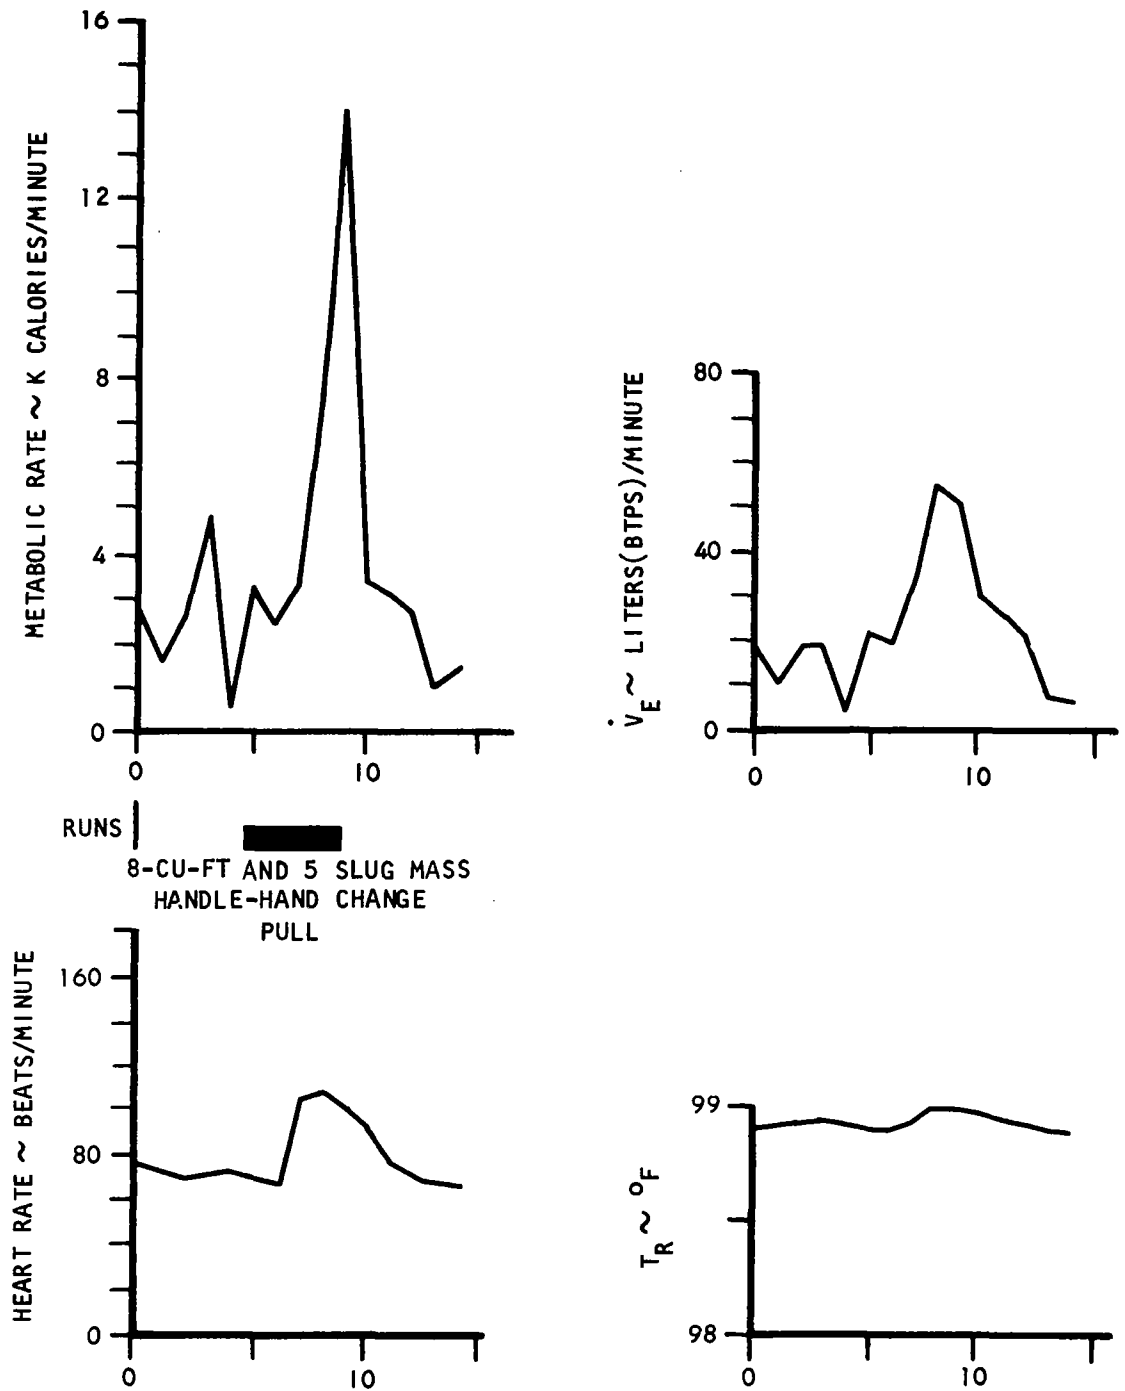 METABOLIC RATE ~ K CALORIES/MINUTE
16
12
8
4
0
0
10
V̇E ~ LITERS(BTPS)/MINUTE
80
40
0
0
10
RUNS
8-CU-FT AND 5 SLUG MASS
HANDLE-HAND CHANGE
PULL
HEART RATE ~ BEATS/MINUTE
160
80
0
0
10
TR ~ °F
99
98
0
10